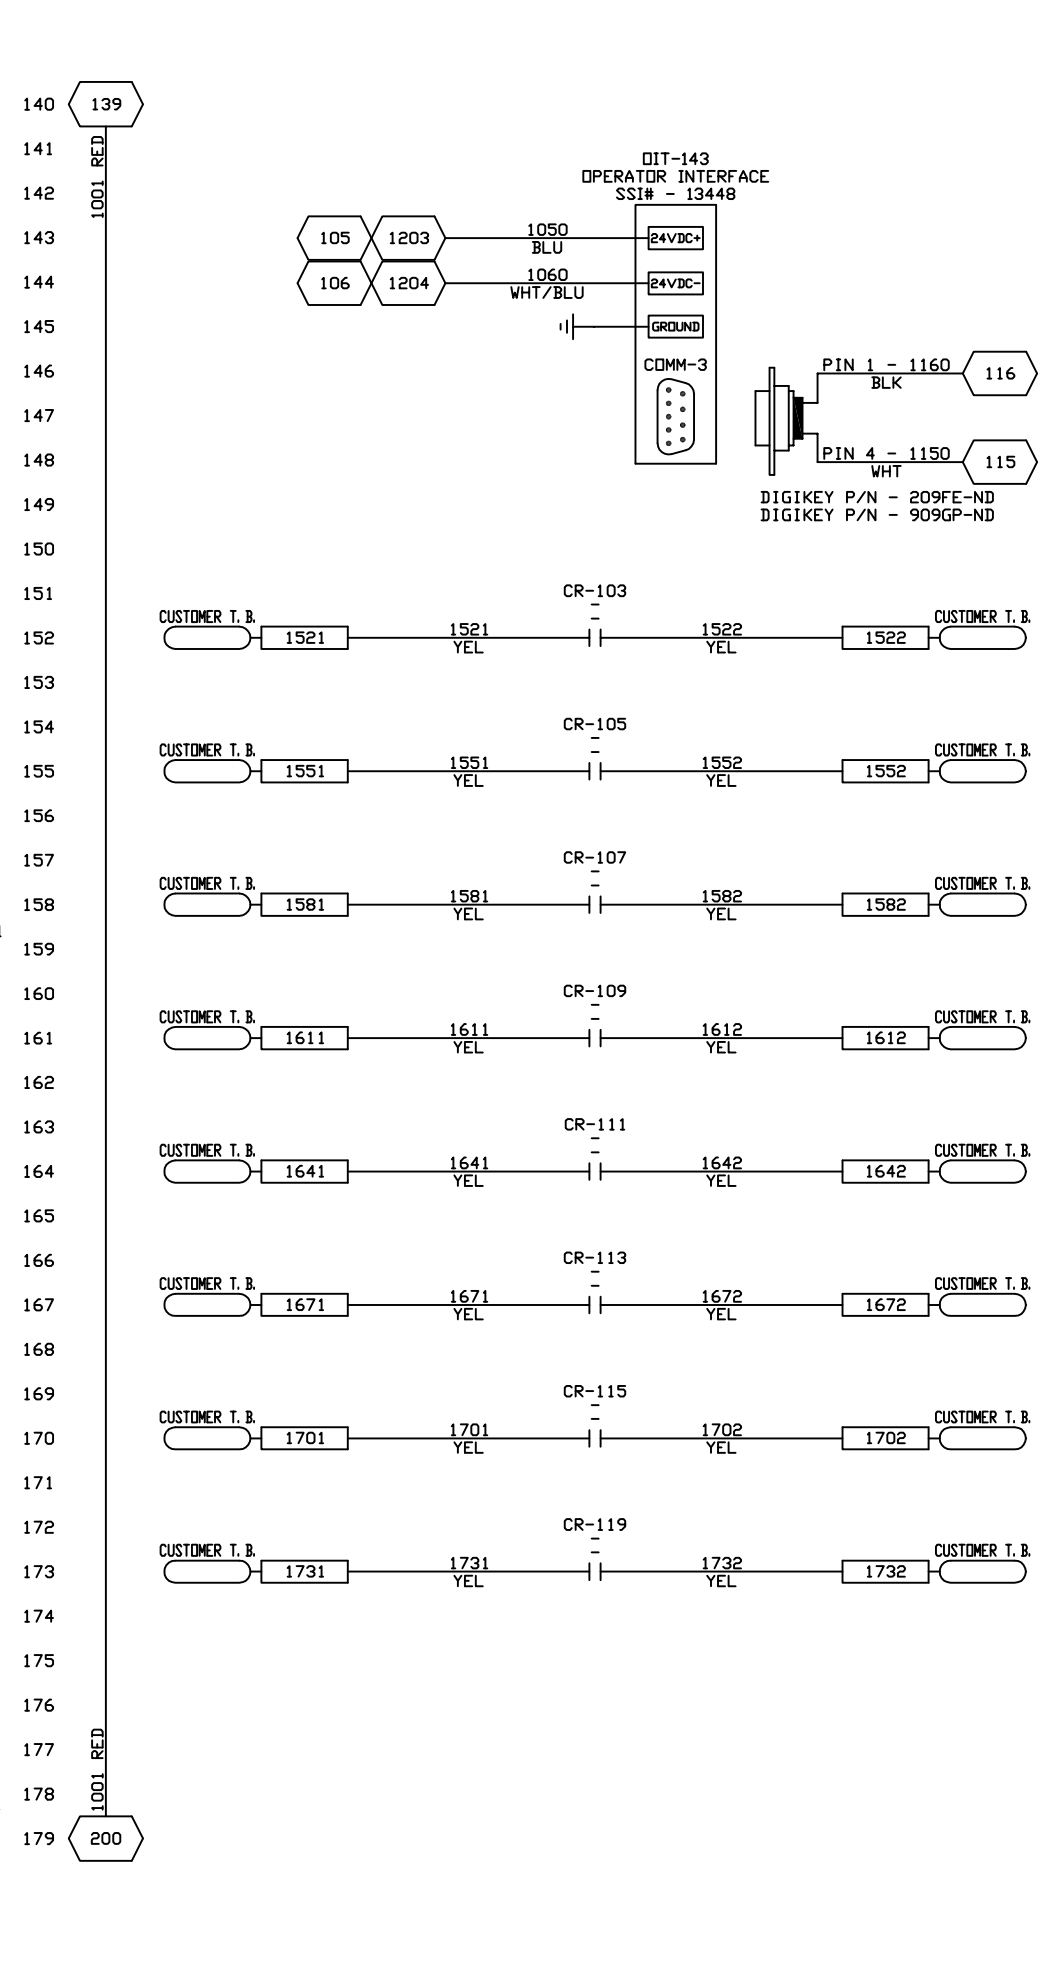 140 139
141
1001 RED
142
OIT-143
OPERATOR INTERFACE
SSI# - 13448
143 105 1203 1050 24VDC+
BLU
144 106 1204 1060 24VDC-
WHT/BLU
145 GROUND
146 COMM-3 PIN 1 - 1160 116
BLK
147
148 PIN 4 - 1150 115
WHT
149 DIGIKEY P/N - 209FE-ND
DIGIKEY P/N - 909GP-ND
150
151 CR-103
CUSTOMER T. B. CUSTOMER T. B.
152 1521 1521 1522 1522
YEL YEL
153
154 CR-105
CUSTOMER T. B. CUSTOMER T. B.
155 1551 1551 1552 1552
YEL YEL
156
157 CR-107
CUSTOMER T. B. CUSTOMER T. B.
158 1581 1581 1582 1582
YEL YEL
159
160 CR-109
CUSTOMER T. B. CUSTOMER T. B.
161 1611 1611 1612 1612
YEL YEL
162
163 CR-111
CUSTOMER T. B. CUSTOMER T. B.
164 1641 1641 1642 1642
YEL YEL
165
166 CR-113
CUSTOMER T. B. CUSTOMER T. B.
167 1671 1671 1672 1672
YEL YEL
168
169 CR-115
CUSTOMER T. B. CUSTOMER T. B.
170 1701 1701 1702 1702
YEL YEL
171
172 CR-119
CUSTOMER T. B. CUSTOMER T. B.
173 1731 1731 1732 1732
YEL YEL
174
175
176
177
1001 RED
178
179 200